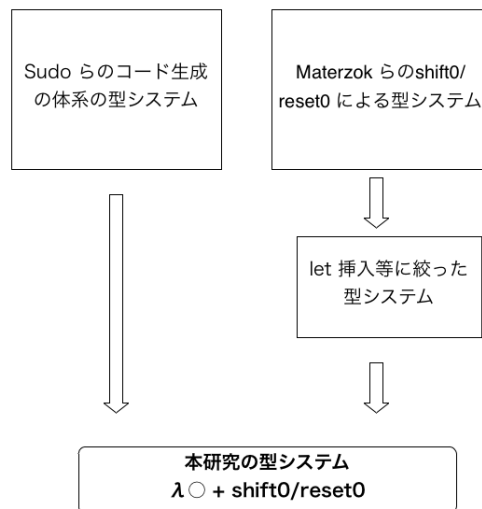 Sudo らのコード生成
の体系の型システム
Materzok らのshift0/
reset0 による型システム
let 挿入等に絞った
型システム
本研究の型システム
λ○ + shift0/reset0